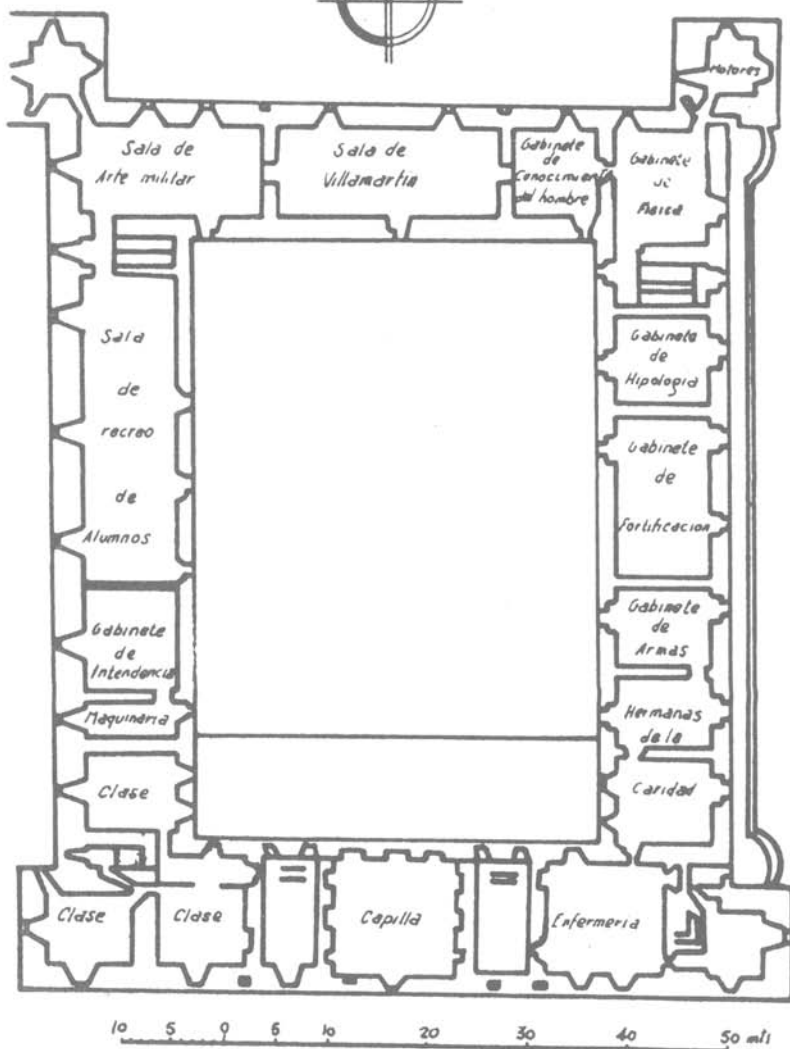 Motores
Sala de
Arte militar
Sala de
Villamartin
Gabinete
de
Conocimiento
del hombre
Gabinete
de
Fisica
Sala
de
recreo
de
Alumnos
Gabinete
de
Hipologia
Gabinete
de
Fortificacion
Gabinete
de
Intendencia
Gabinete
de
Armas
Maquinaria
Hermanas
de la
Caridad
Clase
Clase
Clase
Capilla
Enfermeria
10 5 0 5 10 20 30 40 50 mts